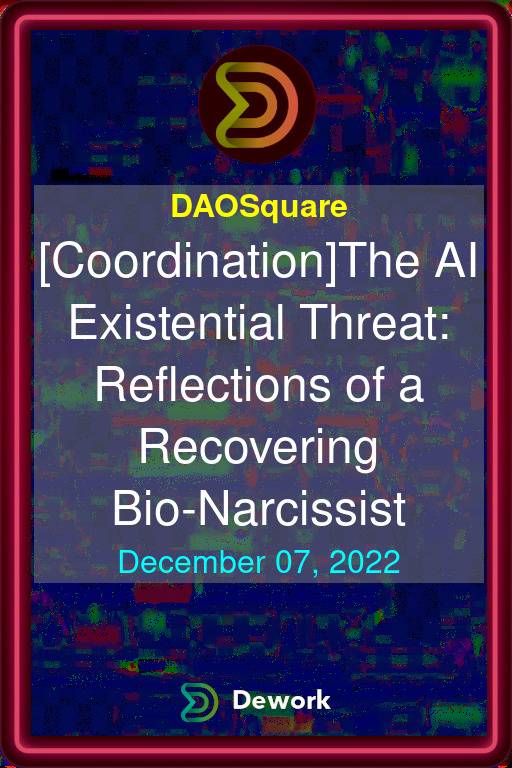 DAOSquare
[Coordination]The AI
Existential Threat:
Reflections of a
Recovering
Bio-Narcissist
December 07, 2022
Dework